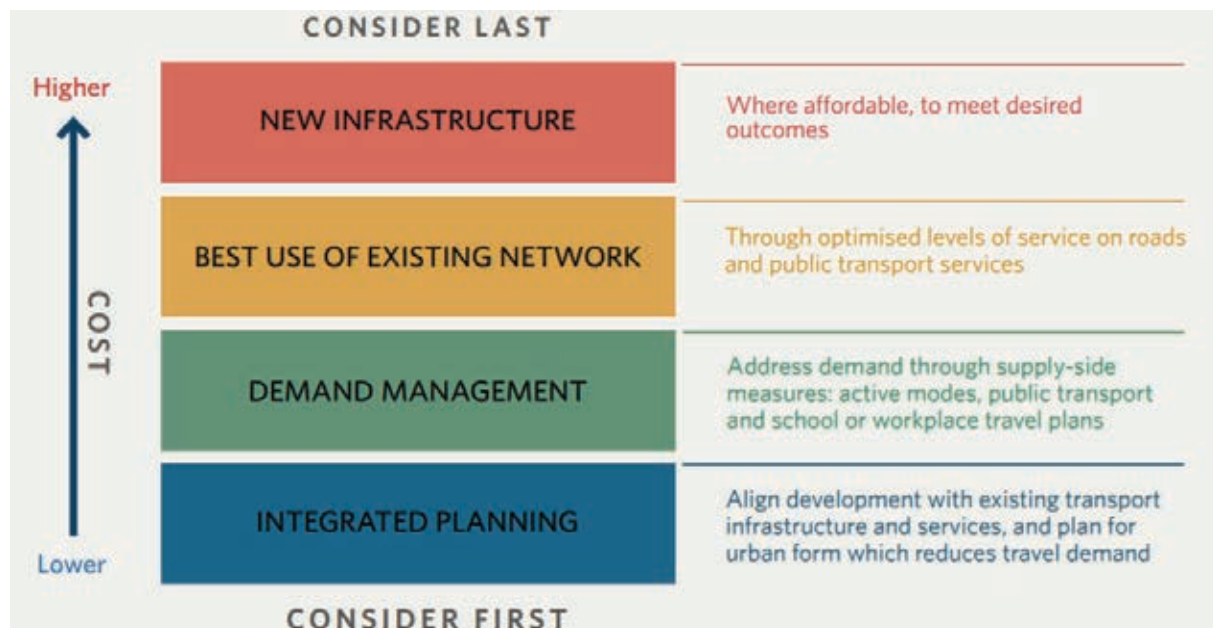 CONSIDER LAST
Higher
NEW INFRASTRUCTURE
Where affordable, to meet desired
outcomes
BEST USE OF EXISTING NETWORK
Through optimised levels of service on roads
and public transport services
COST
DEMAND MANAGEMENT
Address demand through supply-side
measures: active modes, public transport
and school or workplace travel plans
INTEGRATED PLANNING
Align development with existing transport
infrastructure and services, and plan for
urban form which reduces travel demand
Lower
CONSIDER FIRST